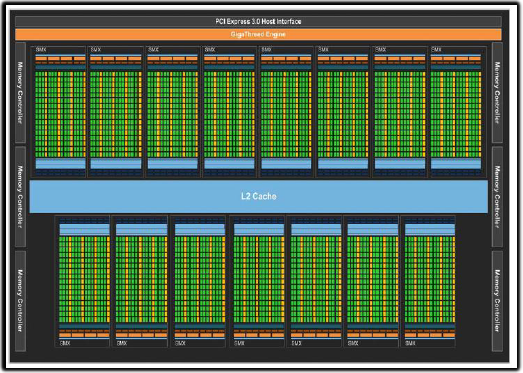 PCI Express 3.0 Host Interface
GigaThread Engine
SMX SMX SMX SMX SMX SMX SMX SMX
Memory Controller
Memory Controller
Memory Controller
L2 Cache
Memory Controller
Memory Controller
Memory Controller
SMX SMX SMX SMX SMX SMX SMX